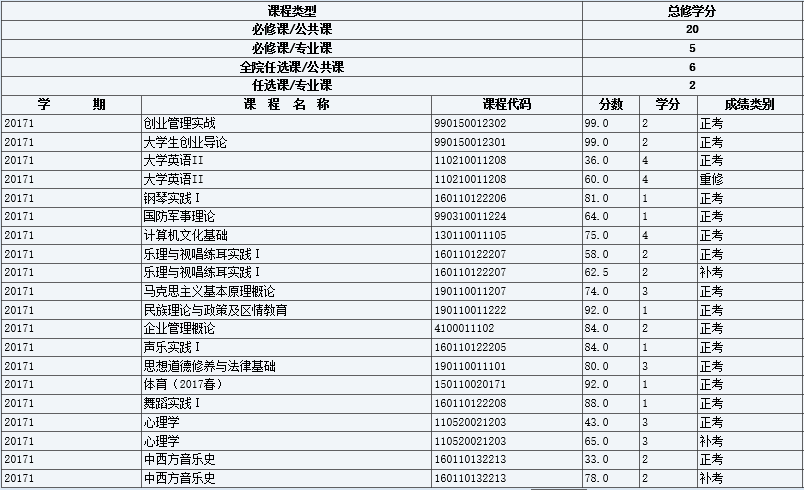 课程类型 总修学分
必修课/公共课 20
必修课/专业课 5
全院任选课/公共课 6
任选课/专业课 2
学 期 课 程 名 称 课程代码 分数 学分 成绩类别
20171 创业管理实战 990150012302 99.0 2 正考
20171 大学生创业导论 990150012301 99.0 2 正考
20171 大学英语II 110210011208 36.0 4 正考
20171 大学英语II 110210011208 60.0 4 重修
20171 钢琴实践Ⅰ 160110122206 81.0 1 正考
20171 国防军事理论 990310011224 64.0 1 正考
20171 计算机文化基础 130110011105 75.0 4 正考
20171 乐理与视唱练耳实践Ⅰ 160110122207 58.0 2 正考
20171 乐理与视唱练耳实践Ⅰ 160110122207 62.5 2 补考
20171 马克思主义基本原理概论 190110011207 74.0 3 正考
20171 民族理论与政策及区情教育 190110011222 92.0 1 正考
20171 企业管理概论 4100011102 84.0 2 正考
20171 声乐实践Ⅰ 160110122205 84.0 1 正考
20171 思想道德修养与法律基础 190110011101 80.0 3 正考
20171 体育（2017春） 150110020171 92.0 1 正考
20171 舞蹈实践Ⅰ 160110122208 88.0 1 正考
20171 心理学 110520021203 43.0 3 正考
20171 心理学 110520021203 65.0 3 补考
20171 中西方音乐史 160110132213 33.0 2 正考
20171 中西方音乐史 160110132213 78.0 2 补考